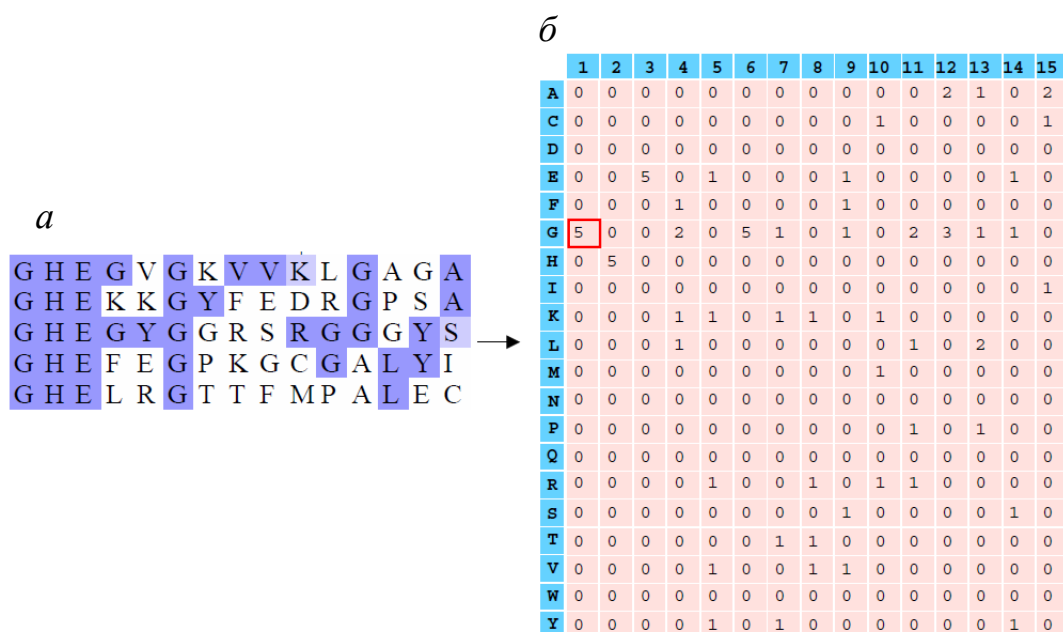 а
G H E G V G K V V K L G A G A
G H E K K G Y F E D R G P S A
G H E G Y G G R S R G G G Y S
G H E F E G P K G C G A L Y I
G H E L R G T T F M P A L E C
б
1 2 3 4 5 6 7 8 9 10 11 12 13 14 15
A 0 0 0 0 0 0 0 0 0 0 0 2 1 0 2
C 0 0 0 0 0 0 0 0 0 1 0 0 0 0 1
D 0 0 0 0 0 0 0 0 0 0 0 0 0 0 0
E 0 0 5 0 1 0 0 0 1 0 0 0 0 1 0
F 0 0 0 1 0 0 0 0 1 0 0 0 0 0 0
G 5 0 0 2 0 5 1 0 1 0 2 3 1 1 0
H 0 5 0 0 0 0 0 0 0 0 0 0 0 0 0
I 0 0 0 0 0 0 0 0 0 0 0 0 0 0 1
K 0 0 0 1 1 0 1 1 0 1 0 0 0 0 0
L 0 0 0 1 0 0 0 0 0 0 1 0 2 0 0
M 0 0 0 0 0 0 0 0 0 1 0 0 0 0 0
N 0 0 0 0 0 0 0 0 0 0 0 0 0 0 0
P 0 0 0 0 0 0 0 0 0 0 1 0 1 0 0
Q 0 0 0 0 0 0 0 0 0 0 0 0 0 0 0
R 0 0 0 0 1 0 0 1 0 1 1 0 0 0 0
S 0 0 0 0 0 0 0 0 1 0 0 0 0 1 0
T 0 0 0 0 0 0 1 1 0 0 0 0 0 0 0
V 0 0 0 0 1 0 0 1 1 0 0 0 0 0 0
W 0 0 0 0 0 0 0 0 0 0 0 0 0 0 0
Y 0 0 0 0 1 0 1 0 0 0 0 0 0 1 0